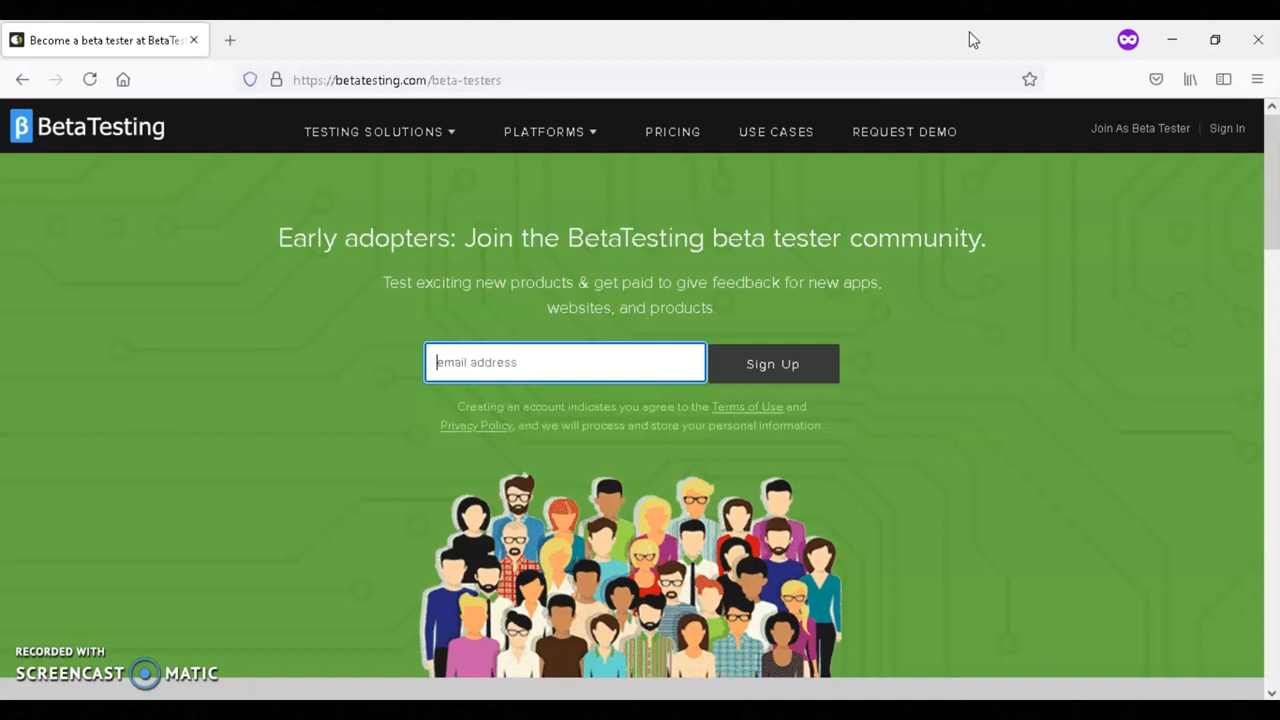 Become a beta tester at BetaTes
https://betatesting.com/beta-testers
β BetaTesting
TESTING SOLUTIONS
PLATFORMS
PRICING
USE CASES
REQUEST DEMO
Join As Beta Tester
Sign In
Early adopters: Join the BetaTesting beta tester community.
Test exciting new products & get paid to give feedback for new apps,
websites, and products.
email address
Sign Up
Creating an account indicates you agree to the Terms of Use and
Privacy Policy, and we will process and store your personal information.
RECORDED WITH
SCREENCAST MATIC